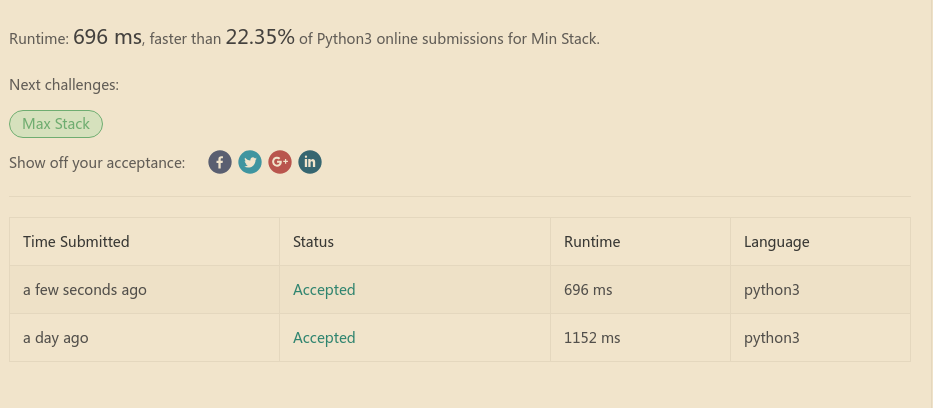 Runtime: 696 ms, faster than 22.35% of Python3 online submissions for Min Stack.
Next challenges:
Max Stack
Show off your acceptance: f G+ in
Time Submitted Status Runtime Language
a few seconds ago Accepted 696 ms python3
a day ago Accepted 1152 ms python3